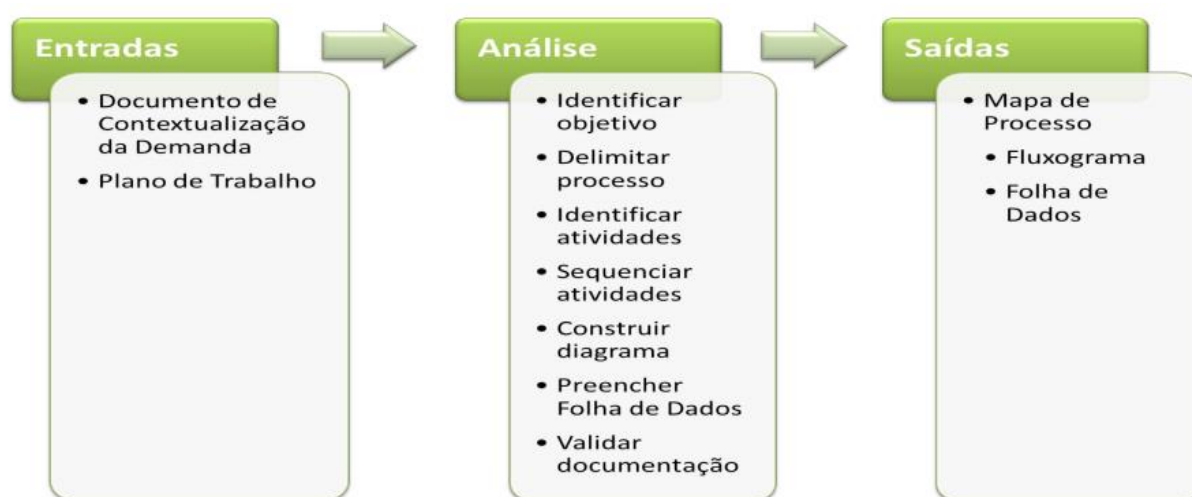 Entradas
• Documento de
Contextualização
da Demanda
• Plano de Trabalho
Análise
• Identificar
objetivo
• Delimitar
processo
• Identificar
atividades
• Sequenciar
atividades
• Construir
diagrama
• Preencher
Folha de Dados
• Validar
documentação
Saídas
• Mapa de
Processo
• Fluxograma
• Folha de
Dados